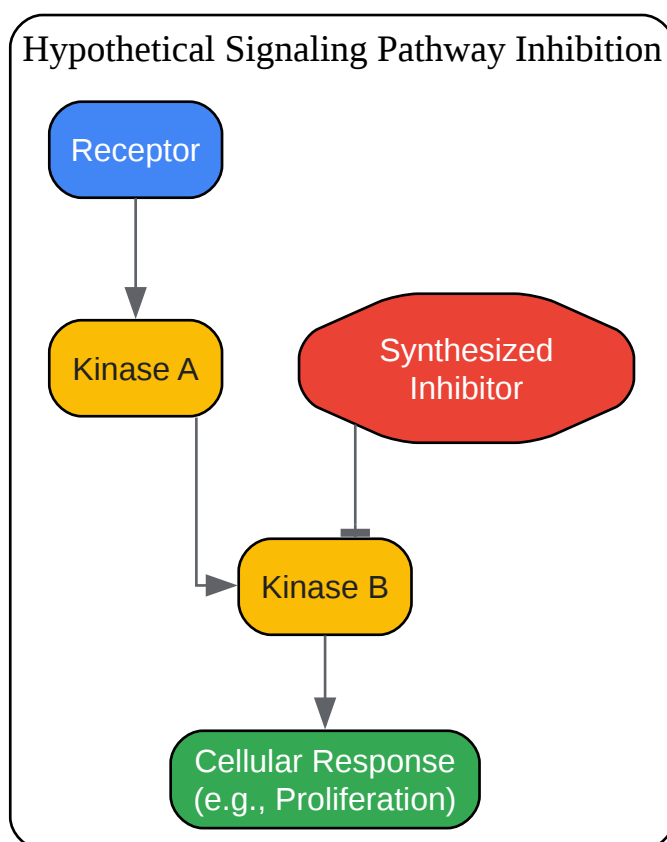 Hypothetical Signaling Pathway Inhibition
Receptor
Kinase A
Synthesized
Inhibitor
Kinase B
Cellular Response
(e.g., Proliferation)